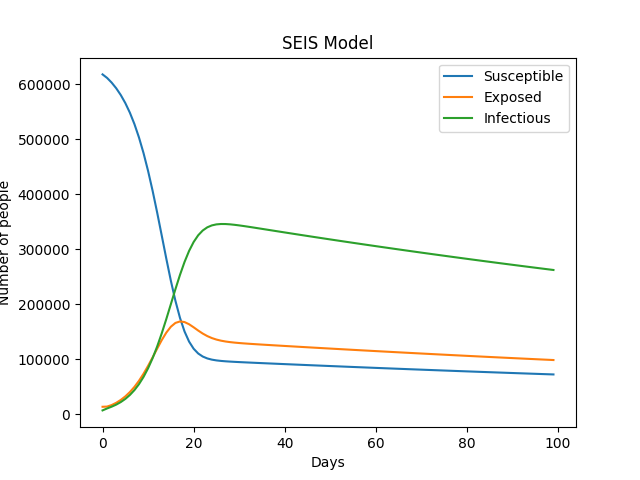 SEIS Model
Susceptible
Exposed
Infectious
600000
500000
400000
300000
200000
100000
0
Number of people
0 20 40 60 80 100
Days